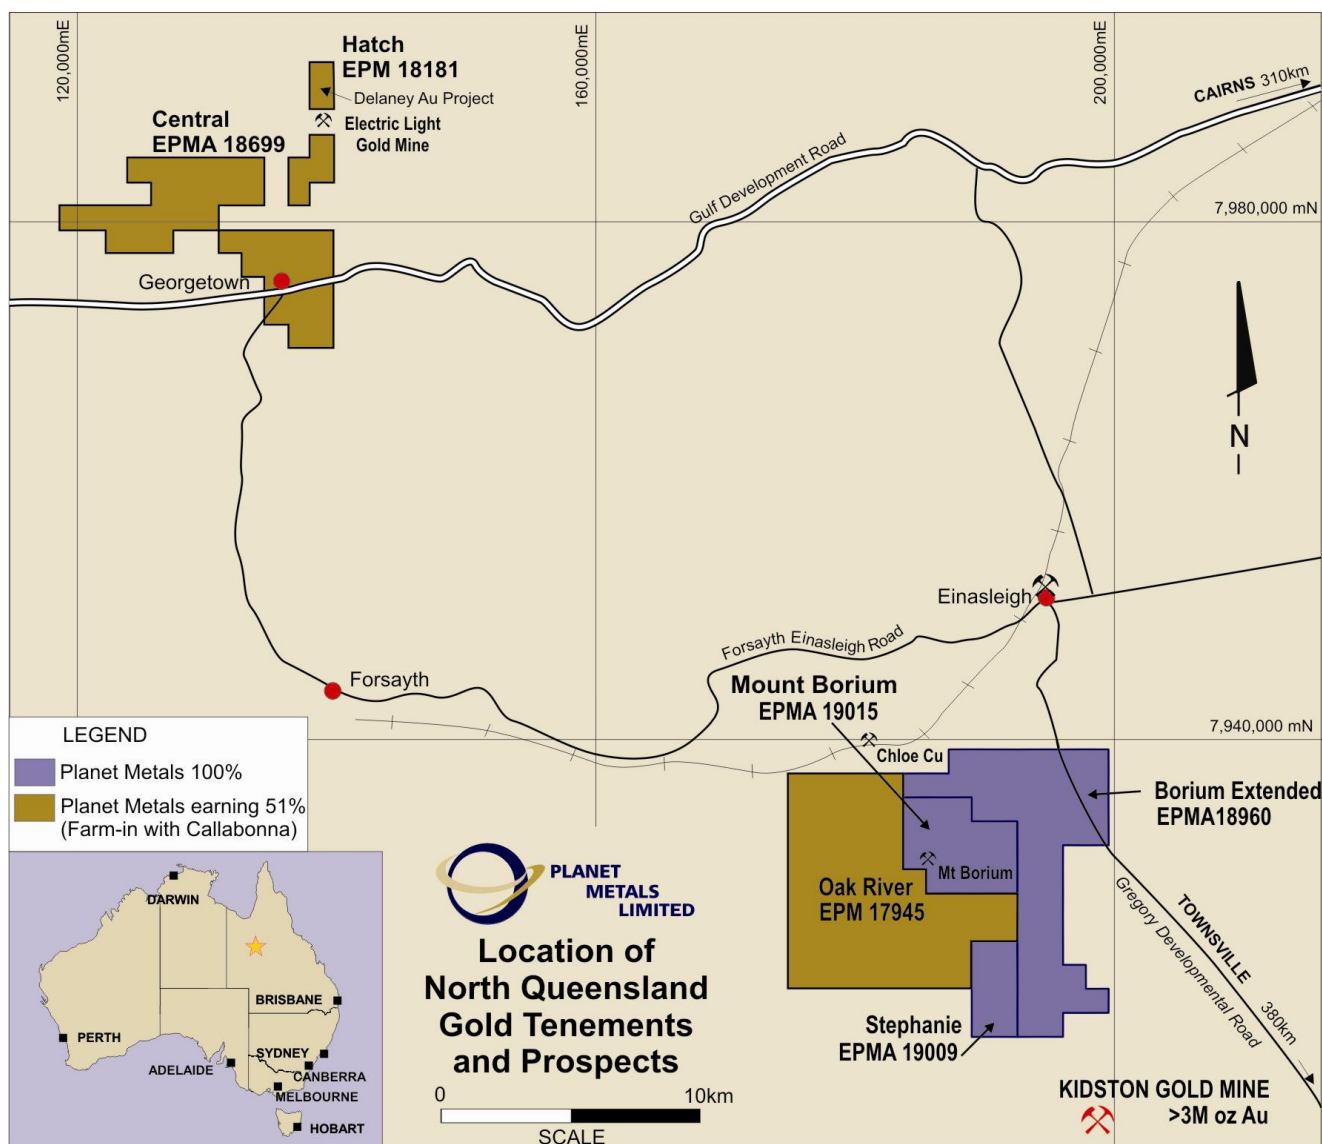 120,000mE
160,000mE
200,000mE
Hatch
EPM 18181
Delaney Au Project
Electric Light
Gold Mine
Central
EPMA 18699
CAIRNS 310km
Gulf Development Road
7,980,000 mN
Georgetown
N
Einasleigh
Forsayth Einasleigh Road
Forsayth
Mount Borium
EPMA 19015
7,940,000 mN
Chloe Cu
LEGEND
Planet Metals 100%
Planet Metals earning 51%
(Farm-in with Callabonna)
Borium Extended
EPMA18960
Mt Borium
Oak River
EPM 17945
PLANET
METALS
LIMITED
Location of
North Queensland
Gold Tenements
and Prospects
Stephanie
EPMA 19009
TOWNSVILLE 380km
Gregory Developmental Road
KIDSTON GOLD MINE
>3M oz Au
0 10km
SCALE
DARWIN
BRISBANE
PERTH
SYDNEY
ADELAIDE
CANBERRA
MELBOURNE
HOBART